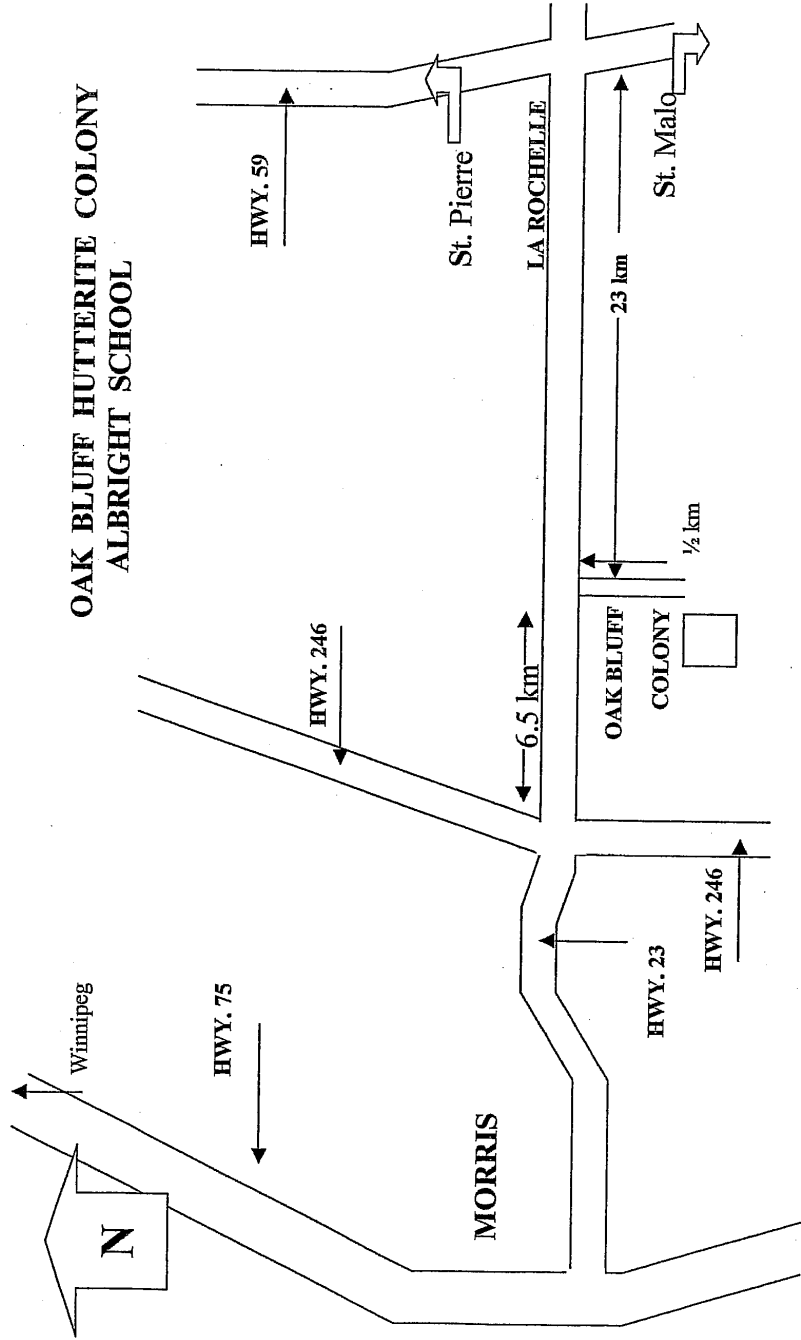 OAK BLUFF HUTTERITE COLONY
ALBRIGHT SCHOOL
N
Winnipeg
HWY. 75
HWY. 246
HWY. 59
St. Pierre
MORRIS
6.5 km
LA ROCHELLE
HWY. 23
HWY. 246
OAK BLUFF
COLONY
½ km
23 km
St. Malo